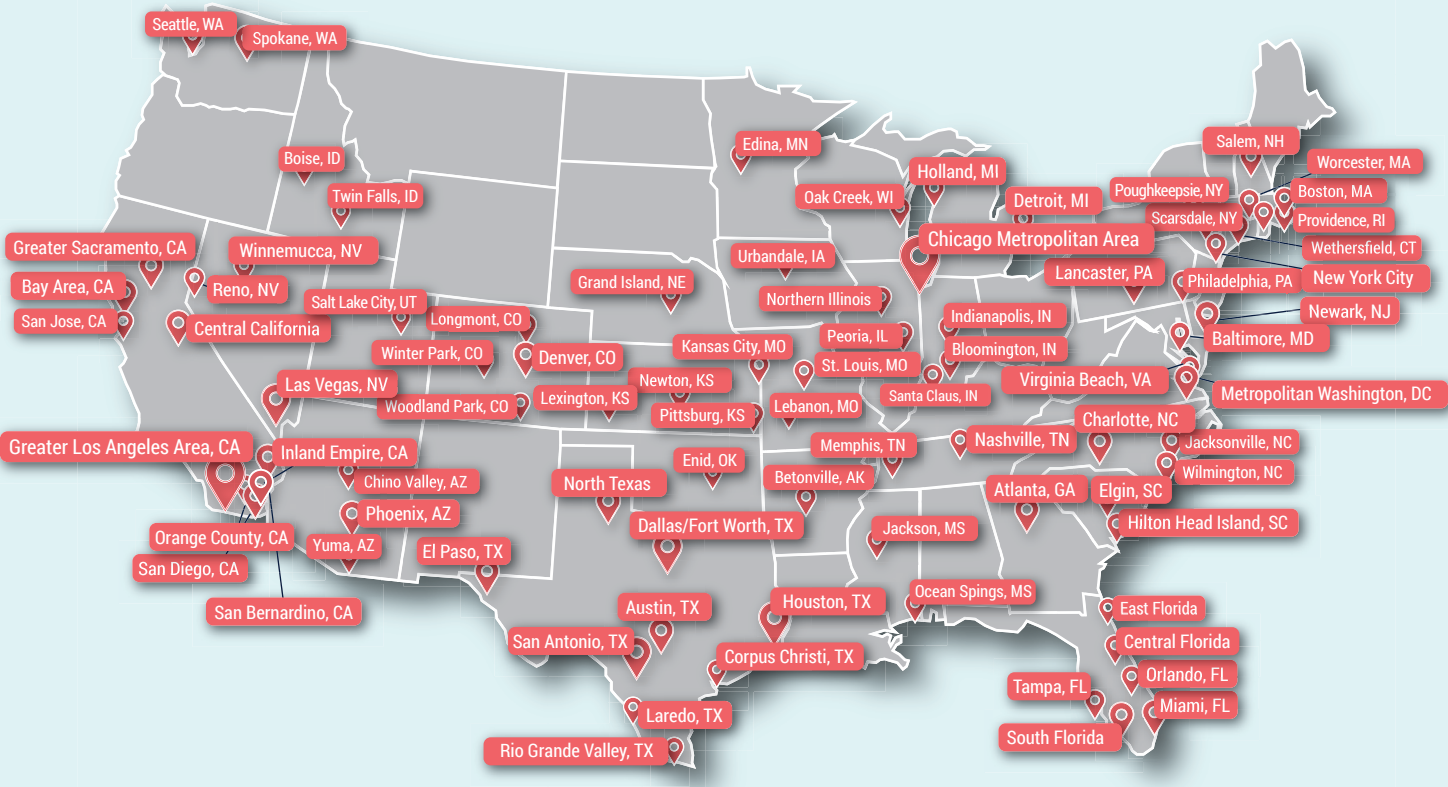 Seattle, WA
Spokane, WA
Boise, ID
Twin Falls, ID
Edina, MN
Oak Creek, WI
Holland, MI
Detroit, MI
Salem, NH
Worcester, MA
Poughkeepsie, NY
Boston, MA
Scarsdale, NY
Providence, RI
Wethersfield, CT
Greater Sacramento, CA
Winnemucca, NV
Chicago Metropolitan Area
Urbandale, IA
Lancaster, PA
Philadelphia, PA
New York City
Bay Area, CA
Reno, NV
Salt Lake City, UT
Grand Island, NE
Northern Illinois
Newark, NJ
San Jose, CA
Central California
Longmont, CO
Indianapolis, IN
Peoria, IL
Baltimore, MD
Winter Park, CO
Denver, CO
Kansas City, MO
St. Louis, MO
Bloomington, IN
Las Vegas, NV
Newton, KS
Virginia Beach, VA
Metropolitan Washington, DC
Woodland Park, CO
Lexington, KS
Pittsburg, KS
Lebanon, MO
Santa Claus, IN
Charlotte, NC
Greater Los Angeles Area, CA
Inland Empire, CA
Memphis, TN
Nashville, TN
Jacksonville, NC
Chino Valley, AZ
North Texas
Enid, OK
Betonville, AK
Wilmington, NC
Atlanta, GA
Elgin, SC
Phoenix, AZ
Dallas/Fort Worth, TX
Jackson, MS
Hilton Head Island, SC
Orange County, CA
Yuma, AZ
El Paso, TX
San Diego, CA
San Bernardino, CA
Austin, TX
Houston, TX
Ocean Spings, MS
East Florida
San Antonio, TX
Corpus Christi, TX
Central Florida
Orlando, FL
Tampa, FL
Laredo, TX
Miami, FL
Rio Grande Valley, TX
South Florida